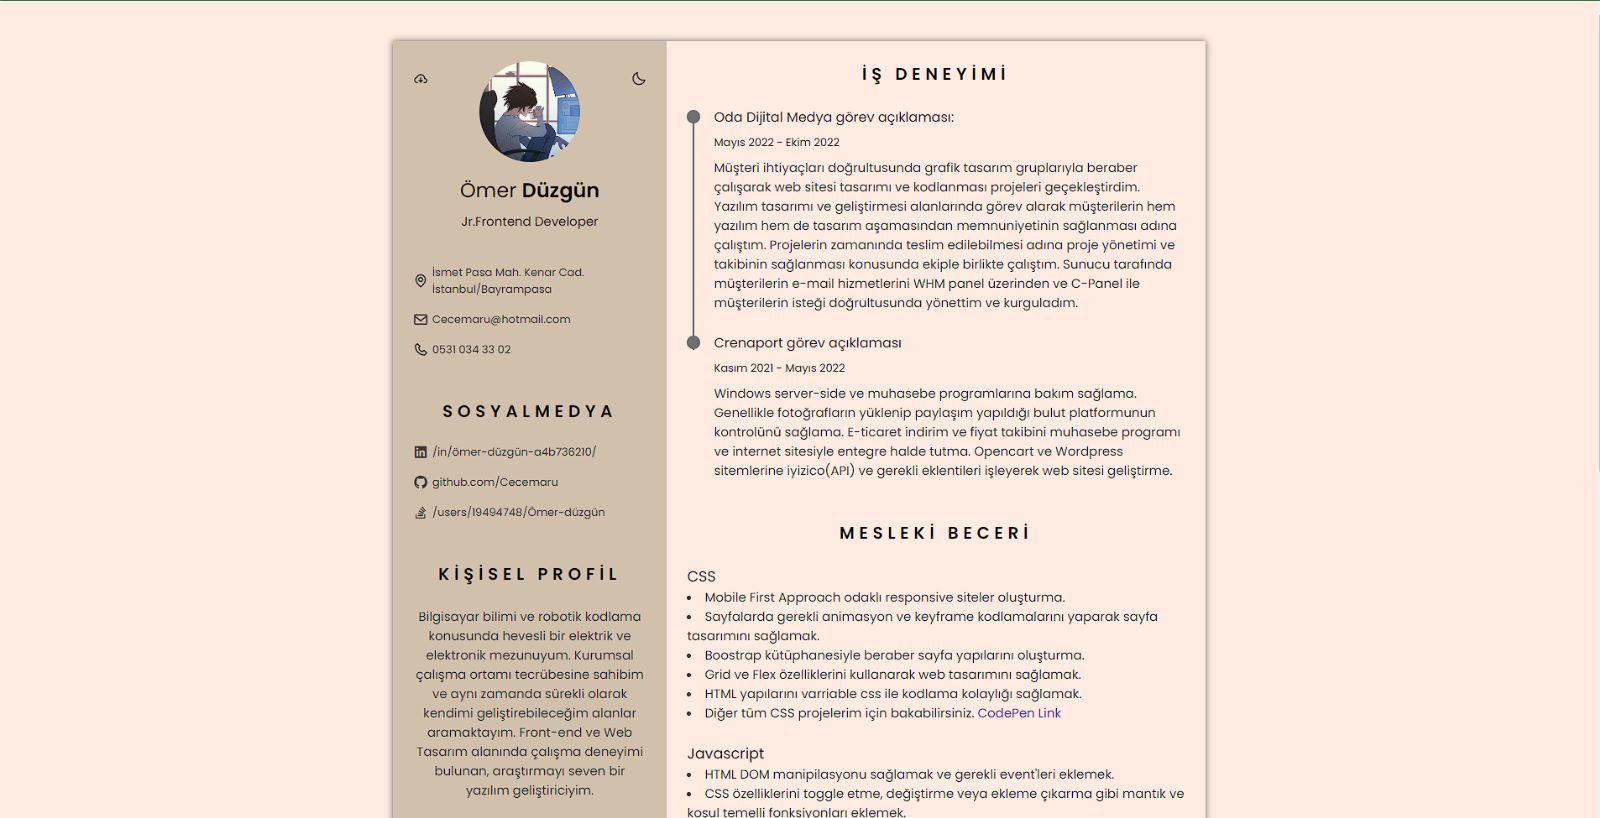 Ömer Düzgün
Jr.Frontend Developer
İsmet Pasa Mah. Kenar Cad.
İstanbul/Bayrampasa
Cecemaru@hotmail.com
0531 034 33 02
SOSYALMEDYA
/in/ömer-düzgün-a4b736210/
github.com/Cecemaru
/users/19494748/Ömer-düzgün
KİŞİSEL PROFİL
Bilgisayar bilimi ve robotik kodlama
konusunda hevesli bir elektrik ve
elektronik mezunuyum. Kurumsal
çalışma ortamı tecrübesine sahibim
ve aynı zamanda sürekli olarak
kendimi geliştirebileceğim alanlar
aramaktayım. Front-end ve Web
Tasarım alanında çalışma deneyimi
bulunan, araştırmayı seven bir
yazılım geliştiriciyim.
İŞ DENEYİMİ
Oda Dijital Medya görev açıklaması:
Mayıs 2022 - Ekim 2022
Müşteri ihtiyaçları doğrultusunda grafik tasarım gruplarıyla beraber
çalışarak web sitesi tasarımı ve kodlanması projeleri geçekleştirdim.
Yazılım tasarımı ve geliştirmesi alanlarında görev alarak müşterilerin hem
yazılım hem de tasarım aşamasından memnuniyetinin sağlanması adına
çalıştım. Projelerin zamanında teslim edilebilmesi adına proje yönetimi ve
takibinin sağlanması konusunda ekiple birlikte çalıştım. Sunucu tarafında
müşterilerin e-mail hizmetlerini WHM panel üzerinden ve C-Panel ile
müşterilerin isteği doğrultusunda yönettim ve kurguladım.
Crenaport görev açıklaması
Kasım 2021 - Mayıs 2022
Windows server-side ve muhasebe programlarına bakım sağlama.
Genellikle fotoğrafların yüklenip paylaşım yapıldığı bulut platformunun
kontrolünü sağlama. E-ticaret indirim ve fiyat takibini muhasebe programı
ve internet sitesiyle entegre halde tutma. Opencart ve Wordpress
sitemlerine iyizico(API) ve gerekli eklentileri işleyerek web sitesi geliştirme.
MESLEKİ BECERİ
CSS
• Mobile First Approach odaklı responsive siteler oluşturma.
• Sayfalarda gerekli animasyon ve keyframe kodlamalarını yaparak sayfa
tasarımını sağlamak.
• Boostrap kütüphanesiyle beraber sayfa yapılarını oluşturma.
• Grid ve Flex özelliklerini kullanarak web tasarımını sağlamak.
• HTML yapılarını varriable css ile kodlama kolaylığı sağlamak.
• Diğer tüm CSS projelerim için bakabilirsiniz. CodePen Link
Javascript
• HTML DOM manipilasyonu sağlamak ve gerekli event'leri eklemek.
• CSS özelliklerini toggle etme, değiştirme veya ekleme çıkarma gibi mantık ve
koşul temelli fonksiyonları eklemek.